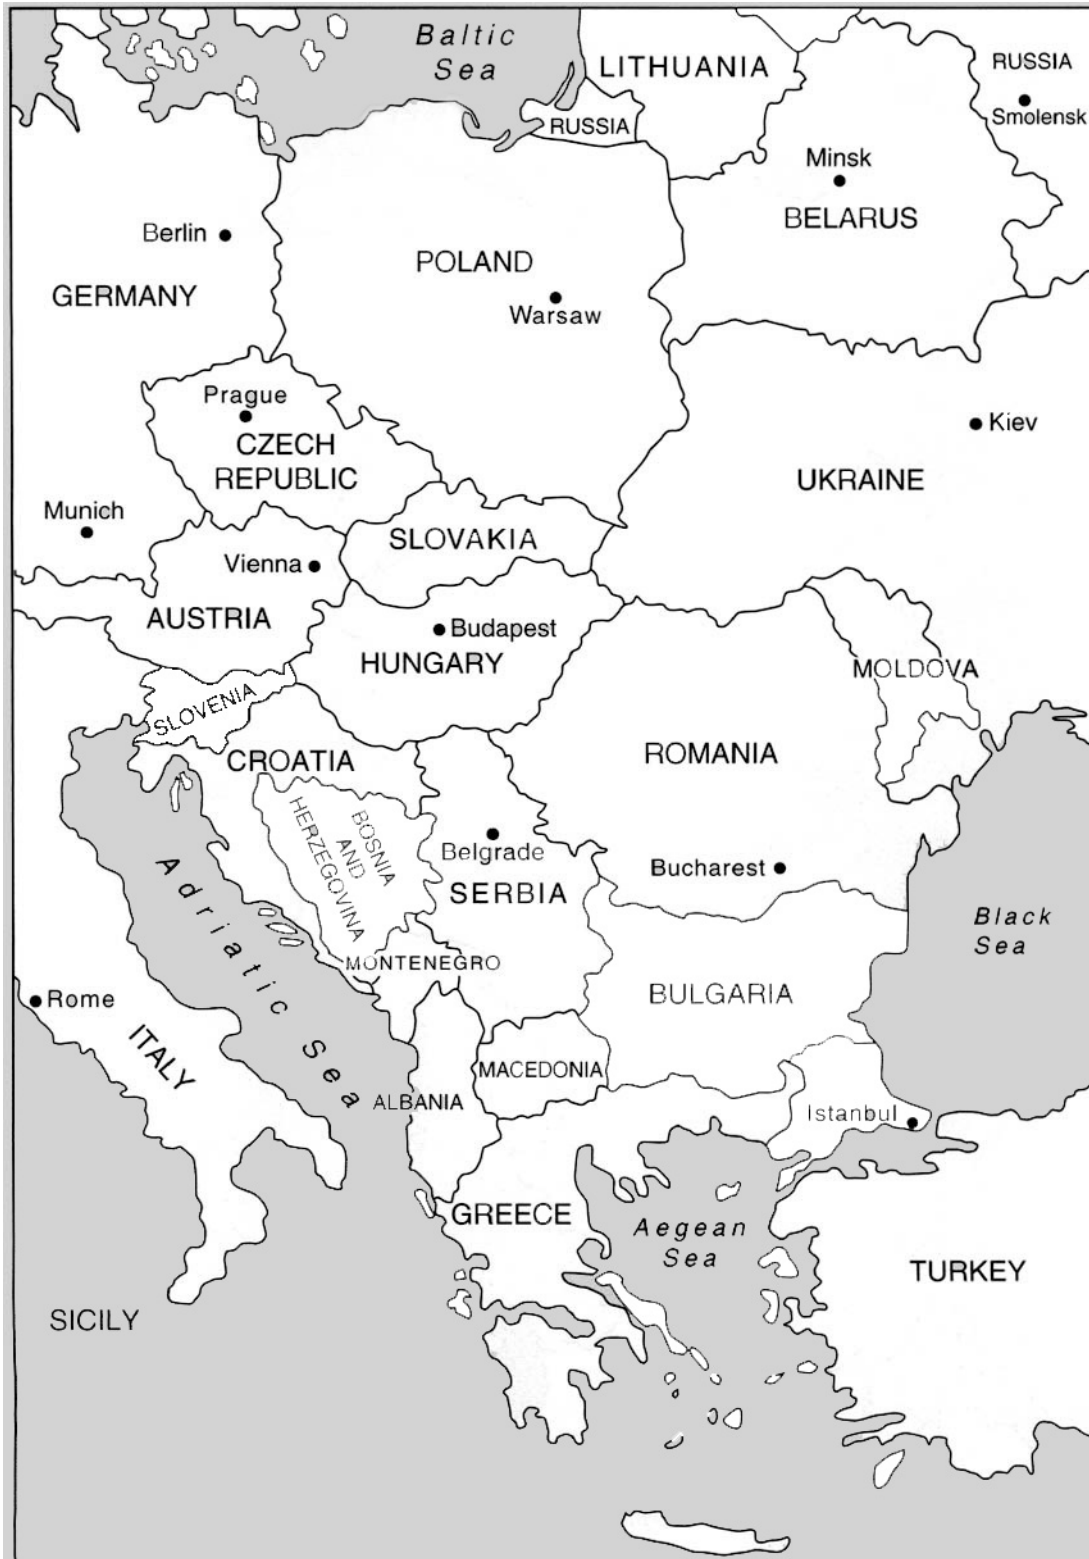 Baltic
Sea
LITHUANIA
RUSSIA
Smolensk
RUSSIA
Minsk
BELARUS
Berlin
POLAND
GERMANY
Warsaw
Prague
CZECH
REPUBLIC
Kiev
UKRAINE
Munich
SLOVAKIA
Vienna
AUSTRIA
Budapest
HUNGARY
MOLDOVA
SLOVENIA
CROATIA
ROMANIA
BOSNIA
AND
HERZEGOVINA
Belgrade
SERBIA
Bucharest
Adriatic Sea
Black
Sea
MONTENEGRO
BULGARIA
Rome
ITALY
MACEDONIA
ALBANIA
Istanbul
GREECE
Aegean
Sea
TURKEY
SICILY